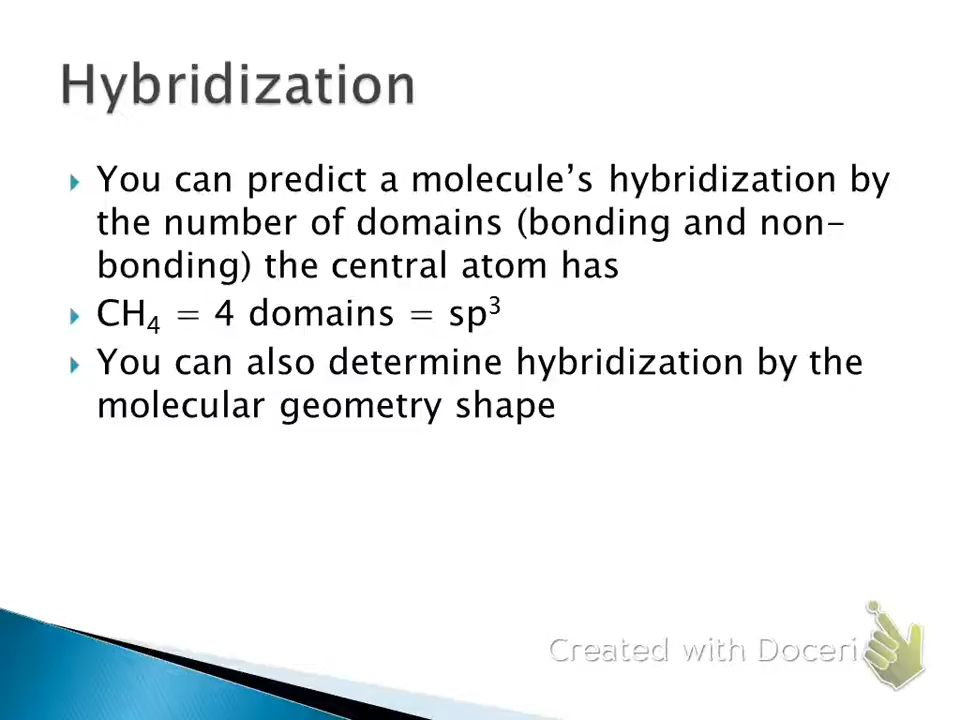 Hybridization
You can predict a molecule’s hybridization by
the number of domains (bonding and non-
bonding) the central atom has
CH₄ = 4 domains = sp³
You can also determine hybridization by the
molecular geometry shape
Created with Doceri